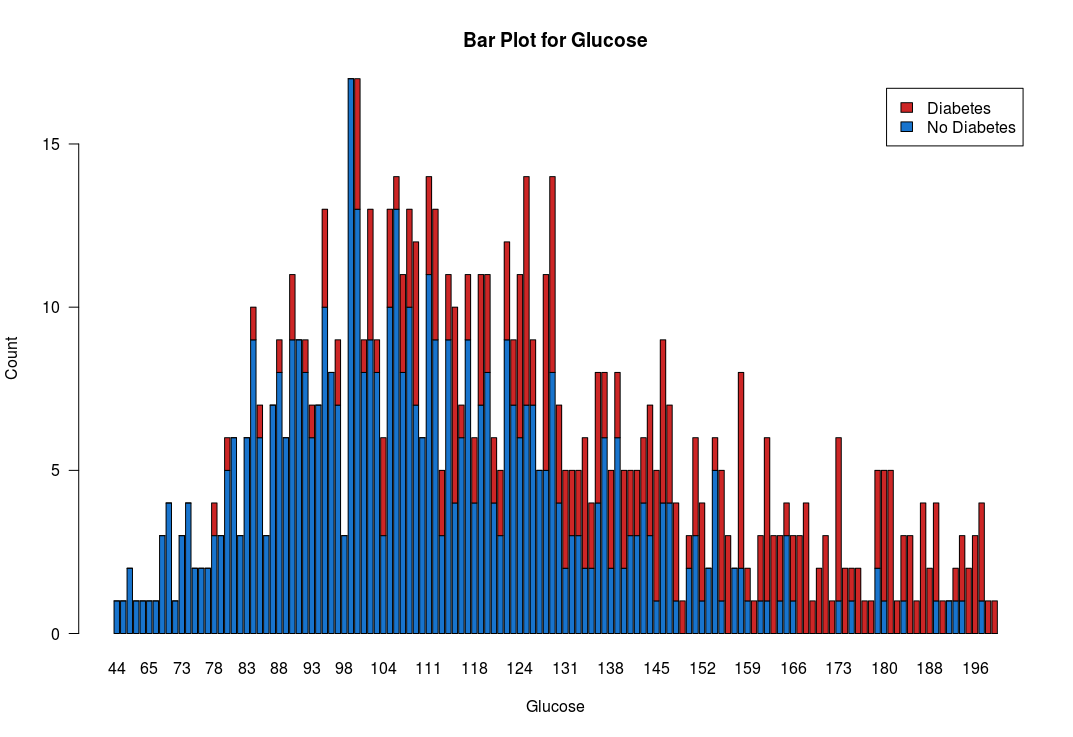 Bar Plot for Glucose
Diabetes
No Diabetes
15
10
5
0
Count
44 65 73 78 83 88 93 98 104 111 118 124 131 138 145 152 159 166 173 180 188 196
Glucose